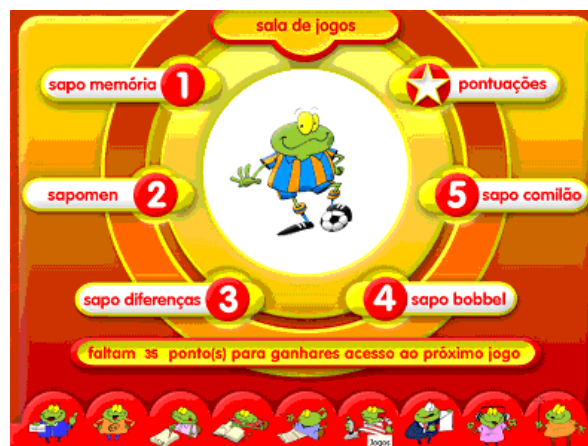 sala de jogos
sapo memória 1
pontuações
sapomen 2
5 sapo comilão
sapo diferenças 3
4 sapo bobbel
faltam 35 ponto(s) para ganhares acesso ao próximo jogo
Jogos